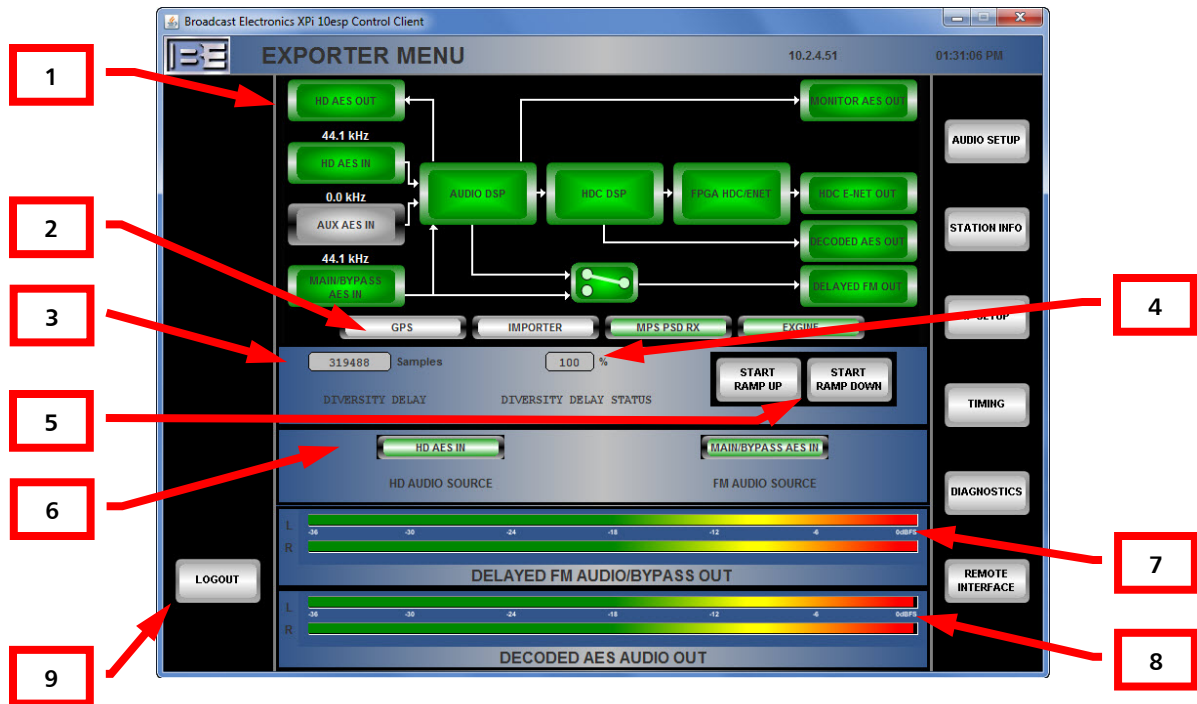 Broadcast Electronics XPi 10esp Control Client
BE EXPORTER MENU 10.2.4.51 01:31:06 PM
1
HD AES OUT
MONITOR AES OUT
44.1 kHz
HD AES IN
AUDIO SETUP
AUDIO DSP
HDC DSP
FPGA HDC/ENET
HDC E-NET OUT
0.0 kHz
AUX AES IN
2
STATION INFO
DECODED AES OUT
44.1 kHz
MAIN/BYPASS
AES IN
DELAYED FM OUT
3
4
GPS
IMPORTER
MPS PSD RX
EXGINE
SETUP
319488 Samples
100 %
START
RAMP UP
START
RAMP DOWN
DIVERSITY DELAY
DIVERSITY DELAY STATUS
TIMING
5
HD AES IN
MAIN/BYPASS AES IN
6
HD AUDIO SOURCE
FM AUDIO SOURCE
DIAGNOSTICS
L
-36 -30 -24 -18 -12 -6 0dBFS
R
7
DELAYED FM AUDIO/BYPASS OUT
LOGOUT
REMOTE
INTERFACE
L
-36 -30 -24 -18 -12 -6 0dBFS
R
8
DECODED AES AUDIO OUT
9